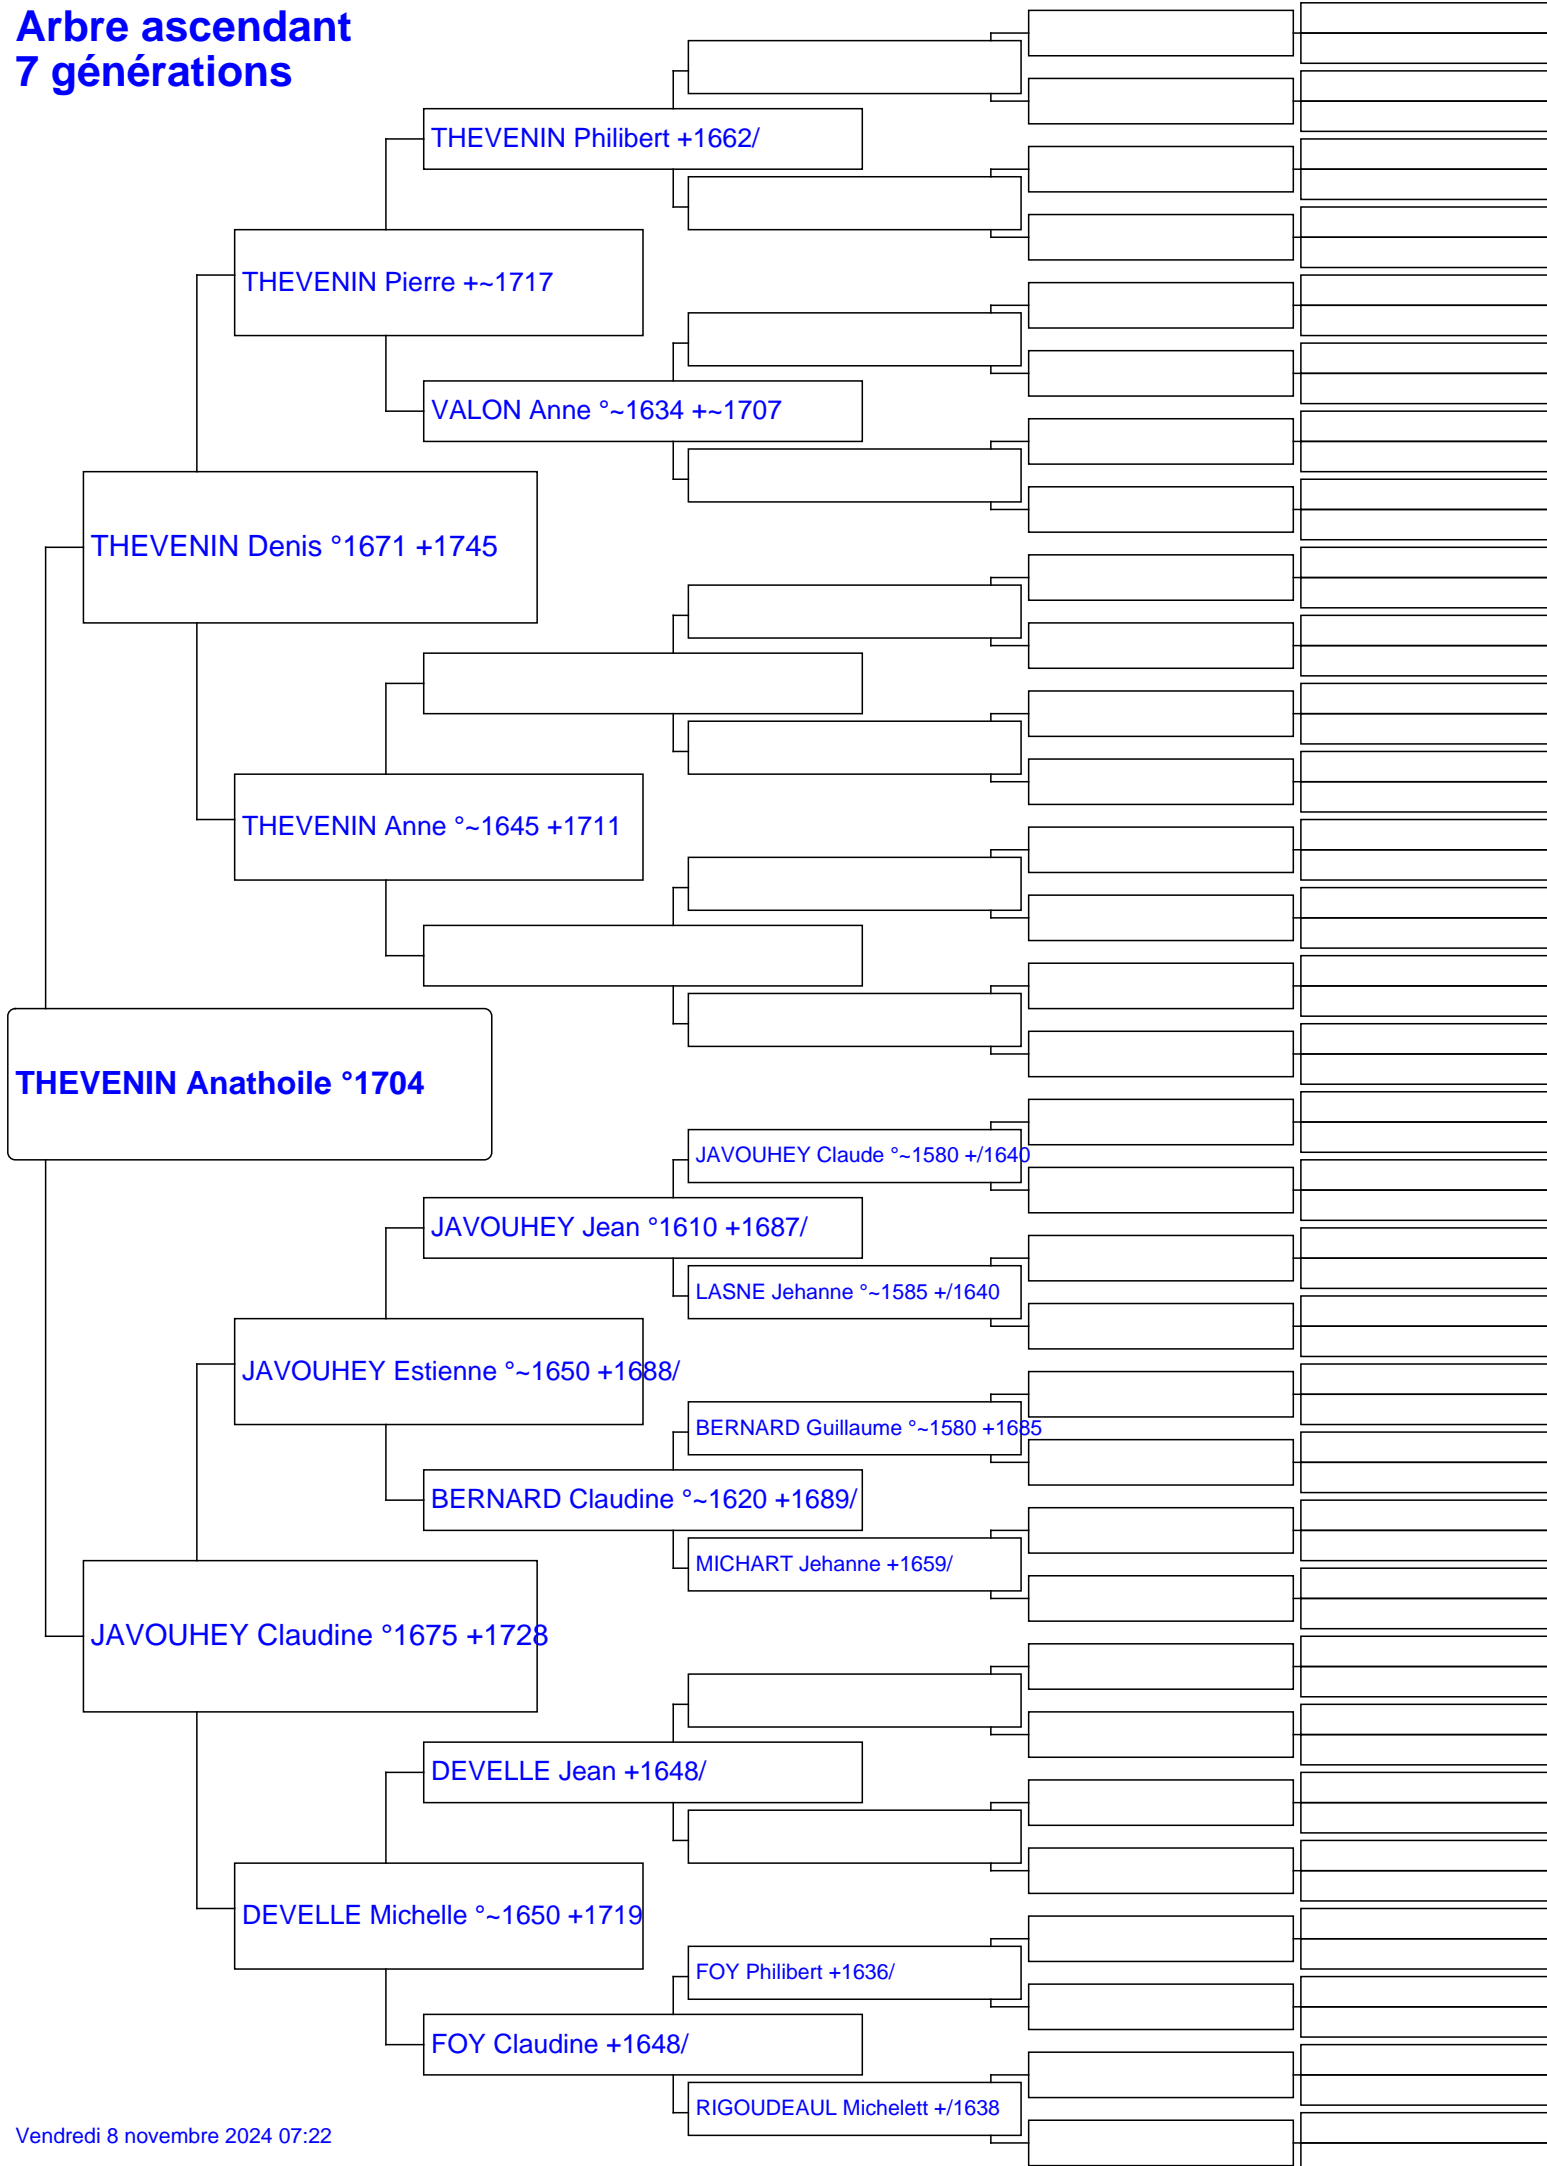 Arbre ascendant
7 générations
THEVENIN Philibert +1662/
THEVENIN Pierre +~1717
VALON Anne °~1634 +~1707
THEVENIN Denis °1671 +1745
THEVENIN Anne °~1645 +1711
THEVENIN Anathoile °1704
JAVOUHEY Claude °~1580 +/1640
JAVOUHEY Jean °1610 +1687/
LASNE Jehanne °~1585 +/1640
JAVOUHEY Estienne °~1650 +1688/
BERNARD Guillaume °~1580 +1685
BERNARD Claudine °~1620 +1689/
MICHART Jehanne +1659/
JAVOUHEY Claudine °1675 +1728
DEVELLE Jean +1648/
DEVELLE Michelle °~1650 +1719
FOY Philibert +1636/
FOY Claudine +1648/
RIGOUDEAUL Michelett +/1638
Vendredi 8 novembre 2024 07:22